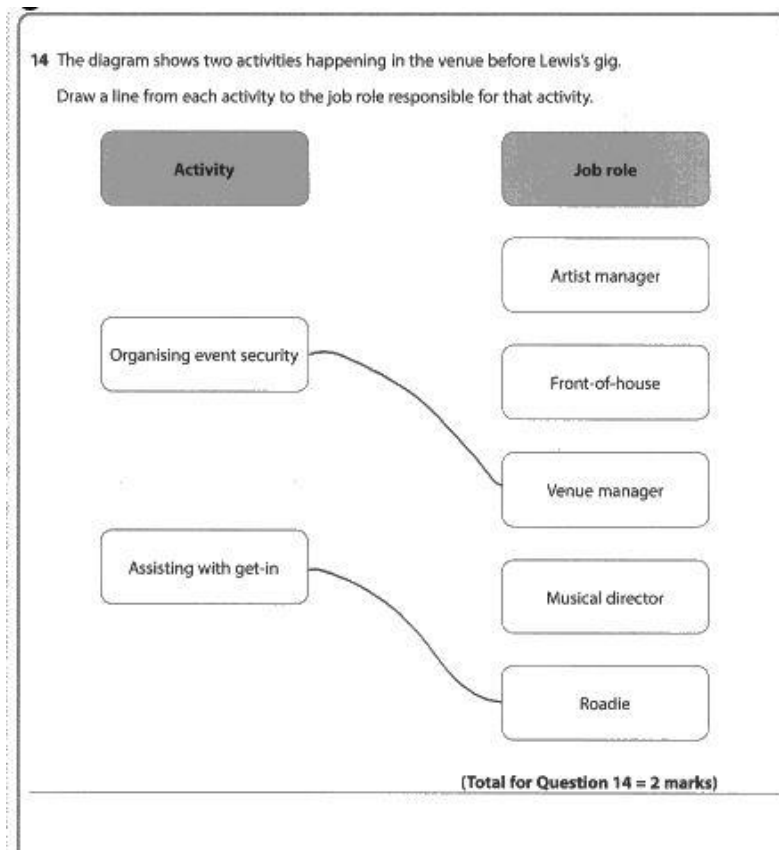 14 The diagram shows two activities happening in the venue before Lewis's gig.
Draw a line from each activity to the job role responsible for that activity.
Activity
Job role
Artist manager
Organising event security
Front-of-house
Venue manager
Assisting with get-in
Musical director
Roadie
(Total for Question 14 = 2 marks)